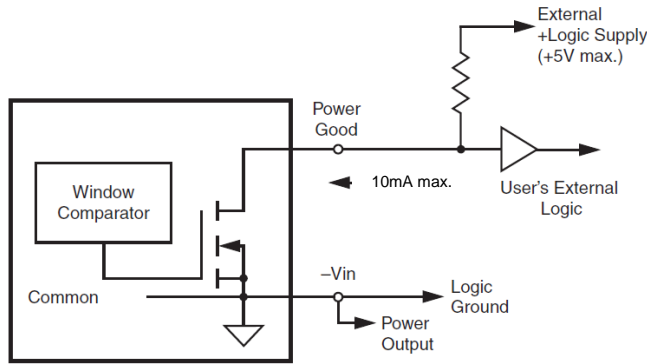 External
+Logic Supply
(+5V max.)
Power
Good
10mA max.
User's External
Logic
Window
Comparator
Common
–Vin
Logic
Ground
Power
Output